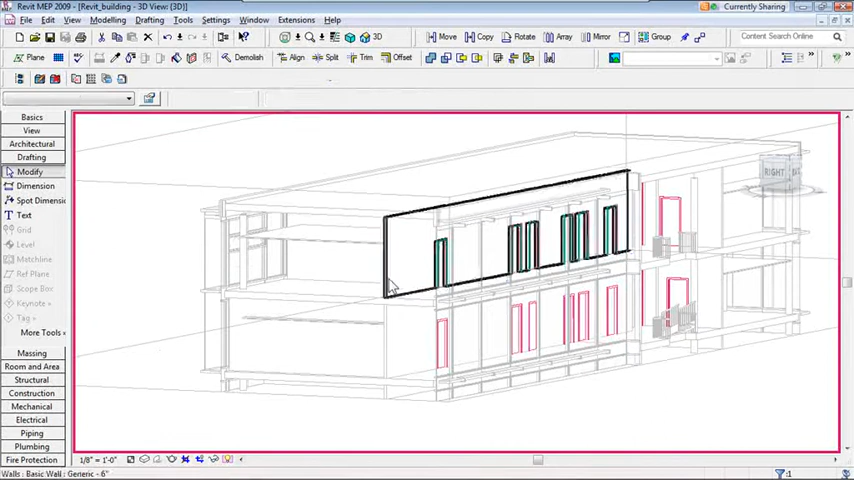 Revit MEP 2009 - [Revit_building - 3D View: {3D}]
Currently Sharing
File Edit View Modelling Drafting Tools Settings Window Extensions Help
3D Move Copy Rotate Array Mirror Group Content Search Online
Plane Demolish Align Split Trim Offset
Basics
View
Architectural
Drafting
Modify
Dimension
Spot Dimensio
Text
Grid
Level
Matchline
Ref Plane
Scope Box
Keynote »
Tag »
More Tools »
Massing
Room and Area
Structural
Construction
Mechanical
Electrical
Piping
Plumbing
Fire Protection
RIGHT
1/8" = 1'-0"
Walls : Basic Wall : Generic - 6"
:1